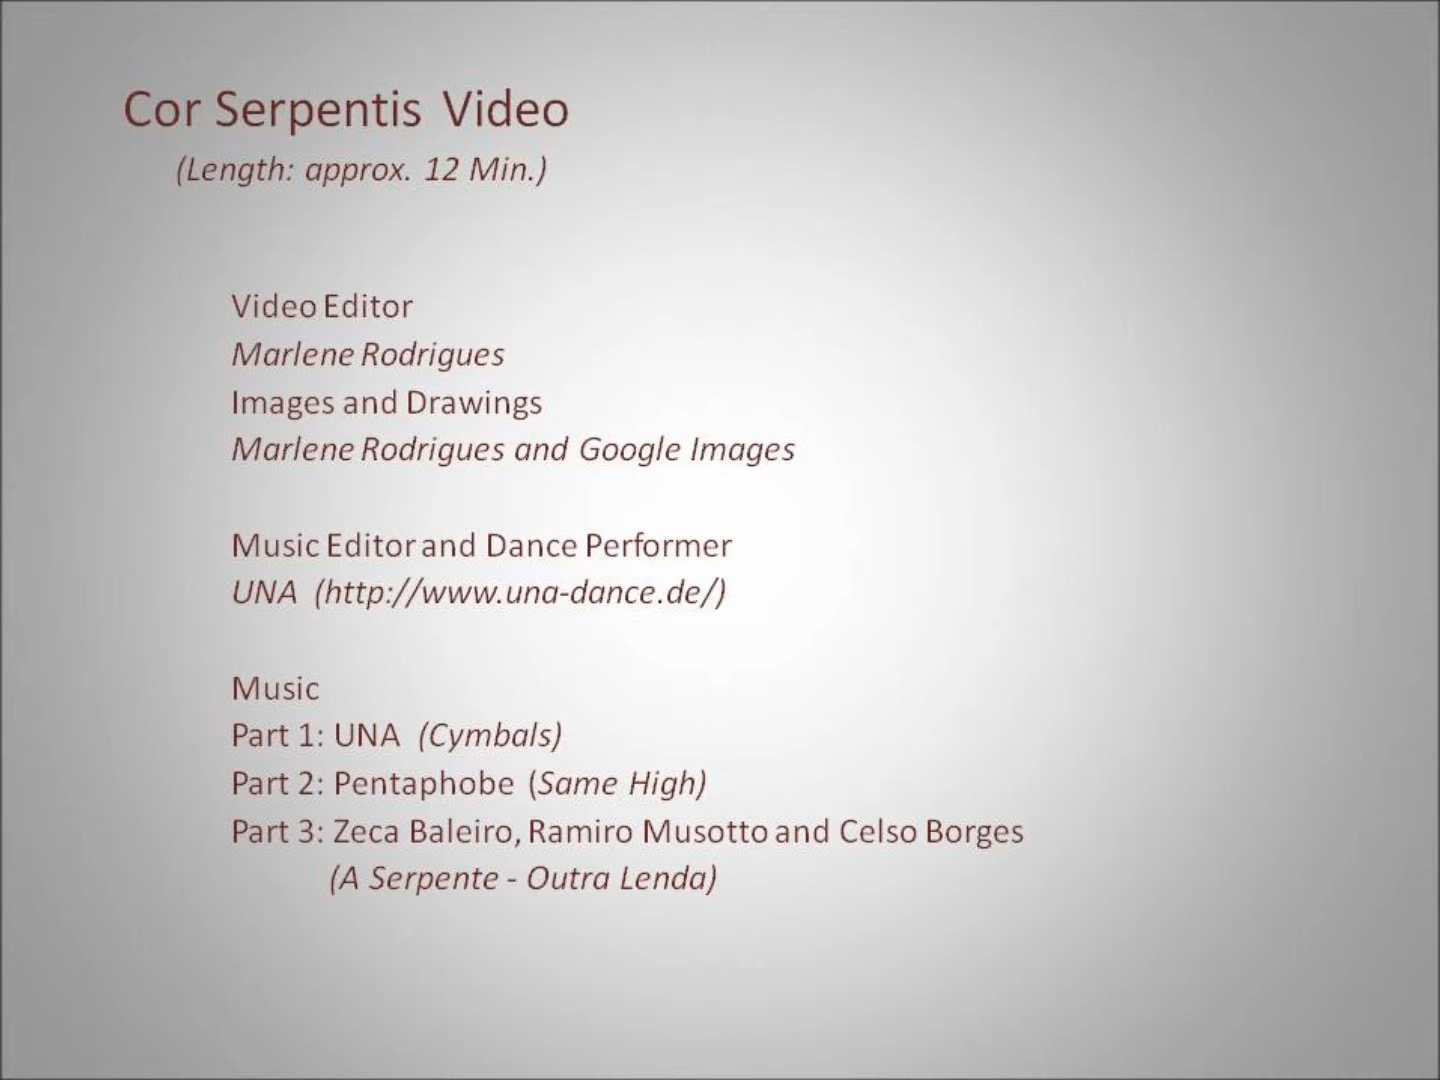 Cor Serpentis Video
(Length: approx. 12 Min.)
Video Editor
Marlene Rodrigues
Images and Drawings
Marlene Rodrigues and Google Images
Music Editor and Dance Performer
UNA (http://www.una-dance.de/)
Music
Part 1: UNA (Cymbals)
Part 2: Pentaphobe (Same High)
Part 3: Zeca Baleiro, Ramiro Musotto and Celso Borges
(A Serpente - Outra Lenda)